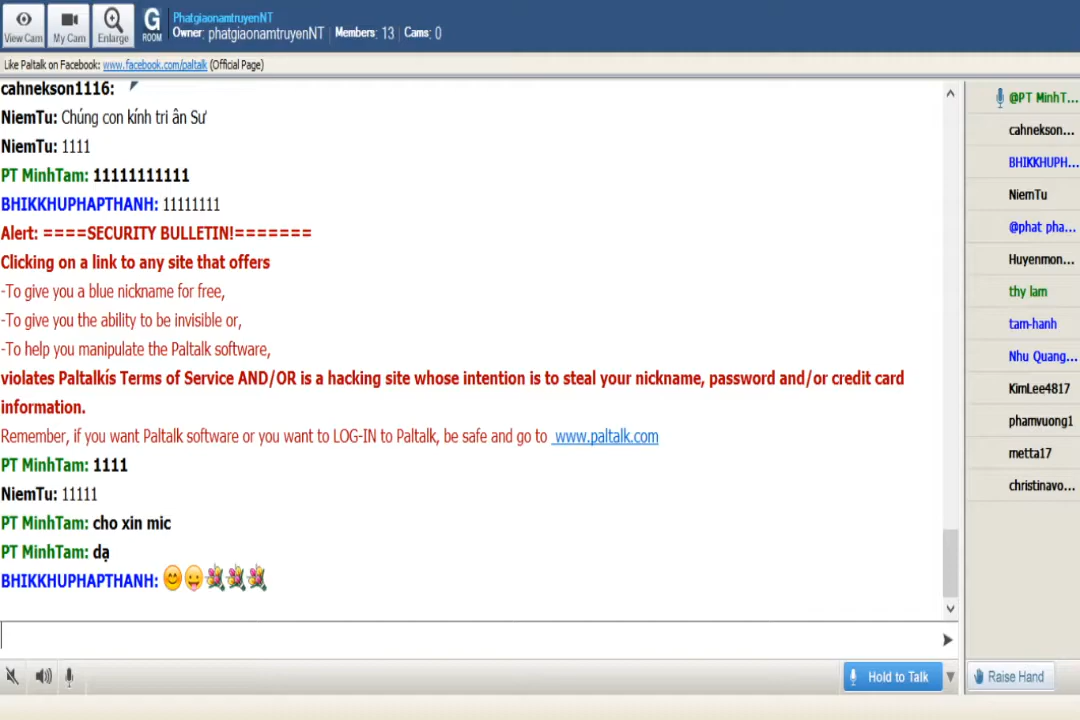 View Cam
My Cam
Enlarge
G
ROOM
PhatgiaonamtruyenNT
Owner: phatgiaonamtruyenNT | Members: 13 | Cams: 0
Like Paltalk on Facebook: www.facebook.com/paltalk (Official Page)
cahnekson1116:
NiemTu: Chúng con kính tri ân Sư
NiemTu: 1111
PT MinhTam: 11111111111
BHIKKHUPHAPTHANH: 11111111
Alert: ====SECURITY BULLETIN!=======
Clicking on a link to any site that offers
-To give you a blue nickname for free,
-To give you the ability to be invisible or,
-To help you manipulate the Paltalk software,
violates Paltalkís Terms of Service AND/OR is a hacking site whose intention is to steal your nickname, password and/or credit card
information.
Remember, if you want Paltalk software or you want to LOG-IN to Paltalk, be safe and go to www.paltalk.com
PT MinhTam: 1111
NiemTu: 11111
PT MinhTam: cho xin mic
PT MinhTam: dạ
BHIKKHUPHAPTHANH:
@PT MinhT...
cahnekson...
BHIKKHUPH...
NiemTu
@phat pha...
Huyenmon...
thy lam
tam-hanh
Nhu Quang...
KimLee4817
phamvuong1
metta17
christinavo...
Hold to Talk
Raise Hand